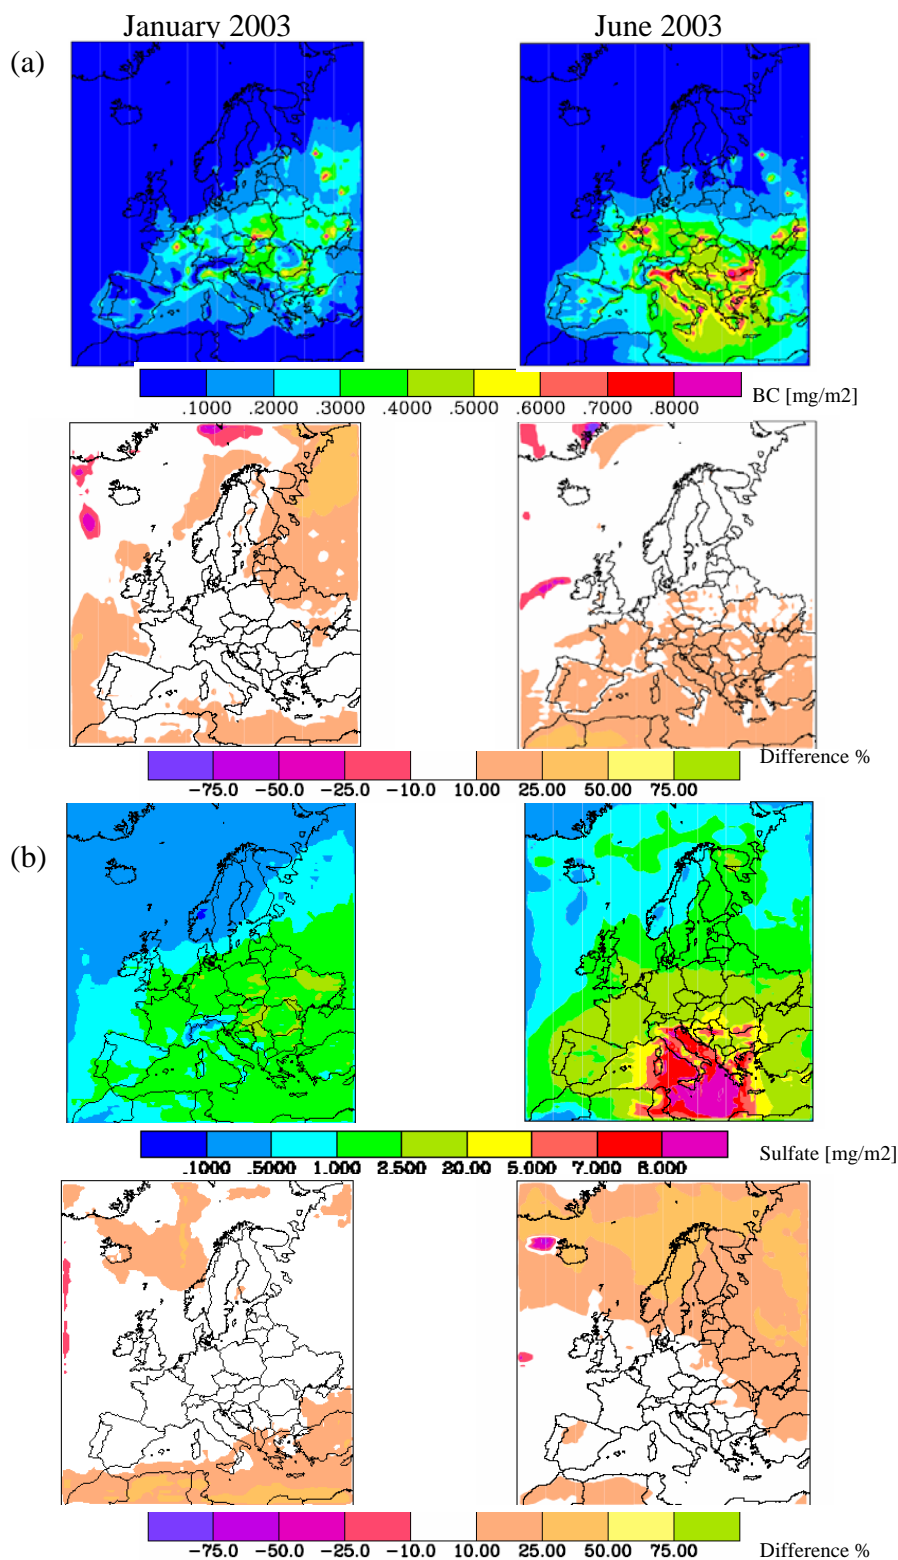 January 2003 June 2003
(a)
.1000 .2000 .3000 .4000 .5000 .6000 .7000 .8000 BC [mg/m2]
−75.0 −50.0 −25.0 −10.0 10.00 25.00 50.00 75.00 Difference %
(b)
.1000 .5000 1.000 2.500 20.00 5.000 7.000 8.000 Sulfate [mg/m2]
−75.0 −50.0 −25.0 −10.0 10.00 25.00 50.00 75.00 Difference %